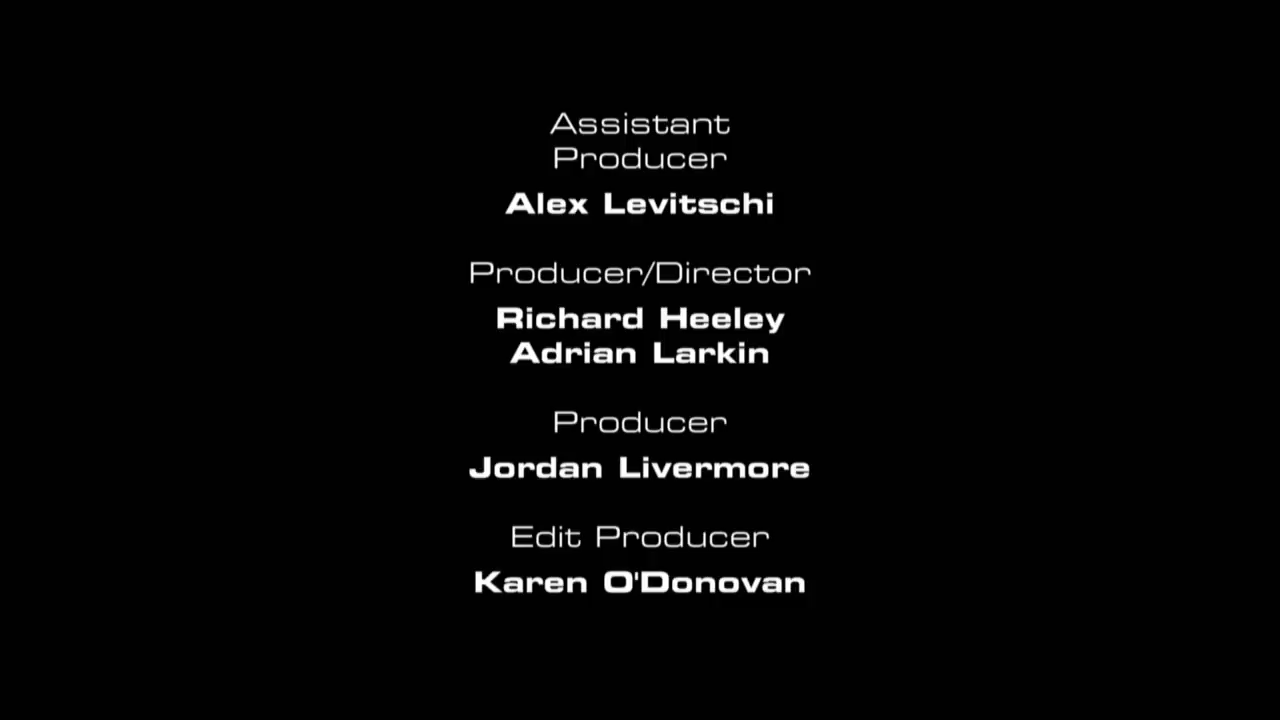 Assistant
Producer
Alex Levitschi
Producer/Director
Richard Heeley
Adrian Larkin
Producer
Jordan Livermore
Edit Producer
Karen O'Donovan